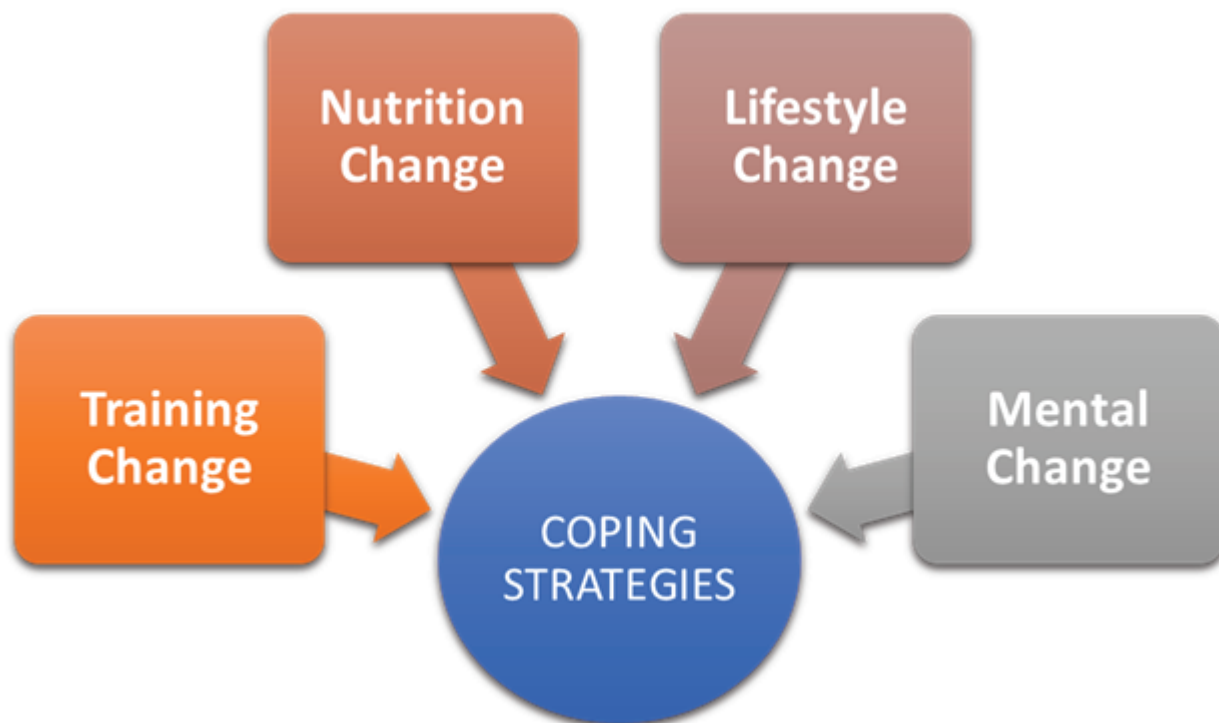 Nutrition
Change
Lifestyle
Change
Training
Change
Mental
Change
COPING
STRATEGIES